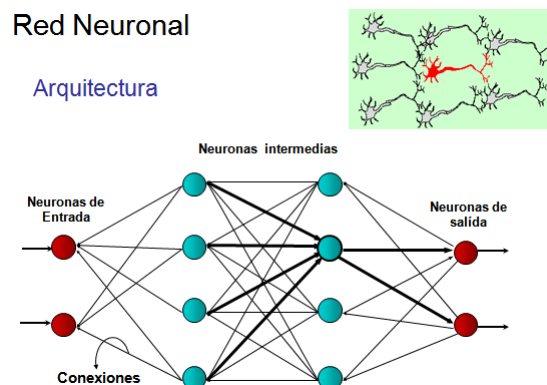 Red Neuronal
Arquitectura
Neuronas intermedias
Neuronas de
Entrada
Neuronas de
salida
Conexiones